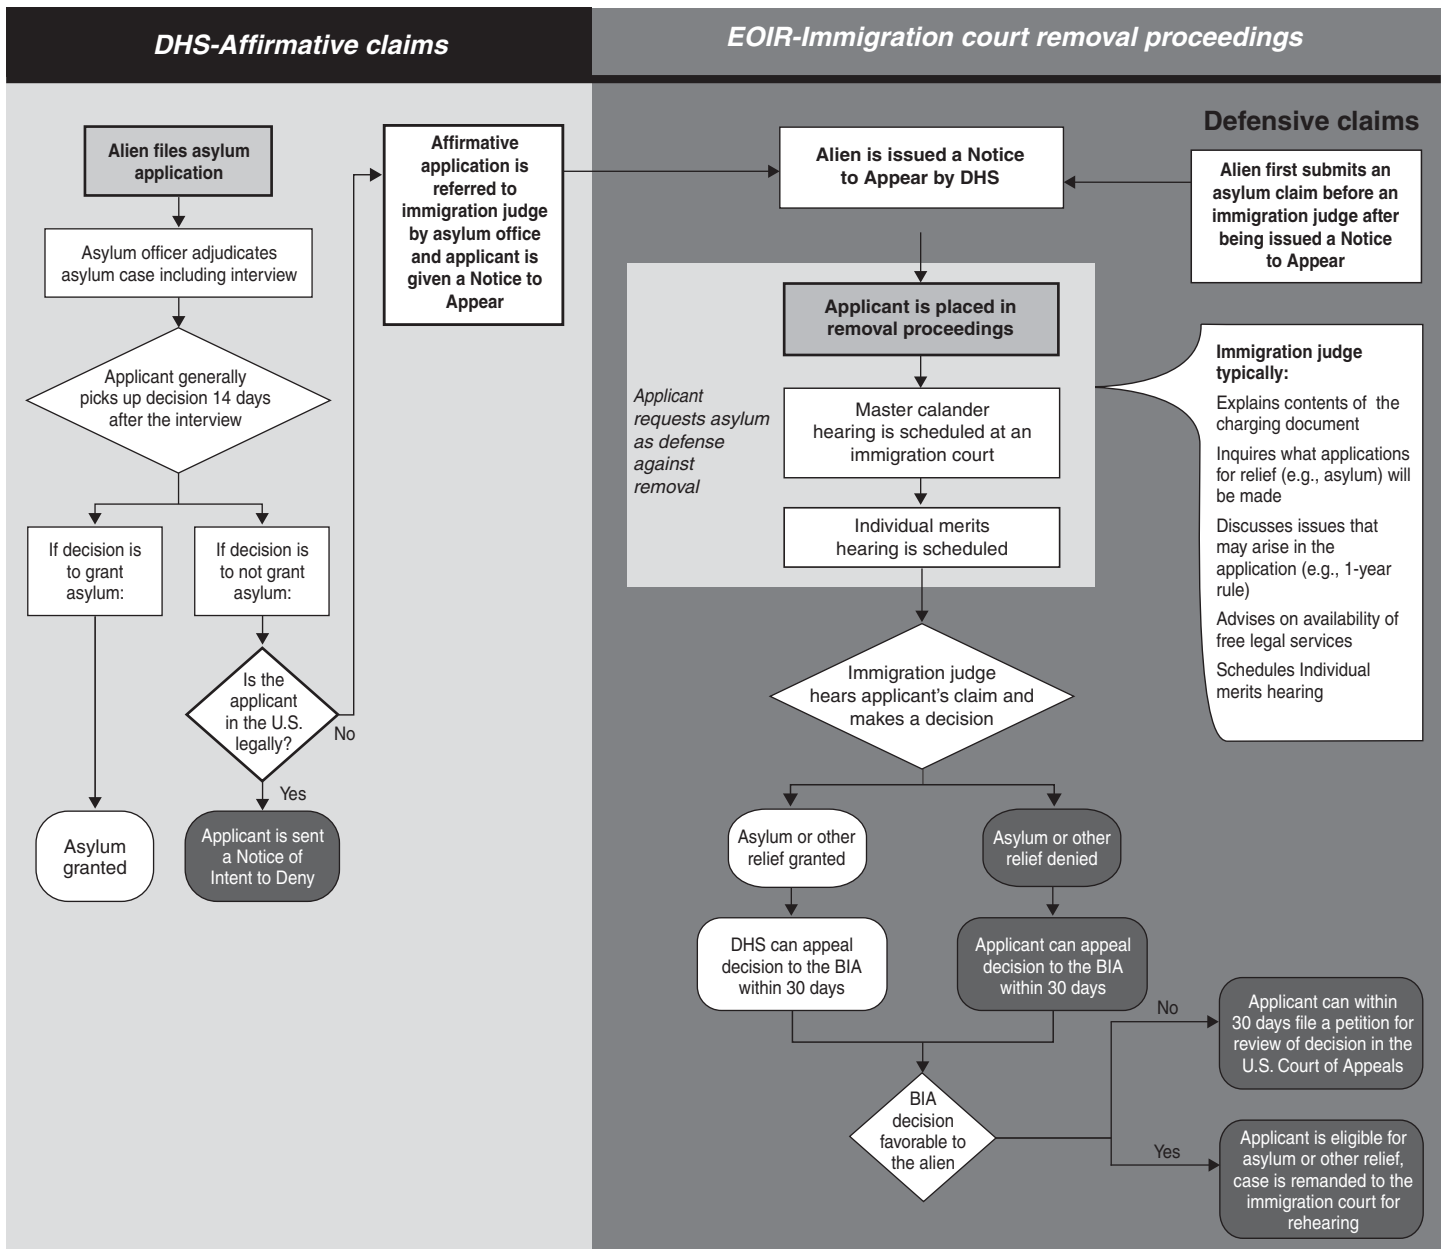 DHS-Affirmative claims
EOIR-Immigration court removal proceedings
Alien files asylum
application
Asylum officer adjudicates
asylum case including interview
Applicant generally
picks up decision 14 days
after the interview
If decision is
to grant
asylum:
If decision is
to not grant
asylum:
Is the
applicant
in the U.S.
legally?
No
Yes
Asylum
granted
Applicant is sent
a Notice of
Intent to Deny
Affirmative
application is
referred to
immigration judge
by asylum office
and applicant is
given a Notice to
Appear
Alien is issued a Notice
to Appear by DHS
Defensive claims
Alien first submits an
asylum claim before an
immigration judge after
being issued a Notice
to Appear
Applicant is placed in
removal proceedings
Applicant
requests asylum
as defense
against
removal
Master calander
hearing is scheduled at an
immigration court
Individual merits
hearing is scheduled
Immigration judge
typically:
Explains contents of the
charging document
Inquires what applications
for relief (e.g., asylum) will
be made
Discusses issues that
may arise in the
application (e.g., 1-year
rule)
Advises on availability of
free legal services
Schedules Individual
merits hearing
Immigration judge
hears applicant's claim and
makes a decision
Asylum or other
relief granted
Asylum or other
relief denied
DHS can appeal
decision to the BIA
within 30 days
Applicant can appeal
decision to the BIA
within 30 days
BIA
decision
favorable to
the alien
No
Applicant can within
30 days file a petition for
review of decision in the
U.S. Court of Appeals
Yes
Applicant is eligible for
asylum or other relief,
case is remanded to the
immigration court for
rehearing